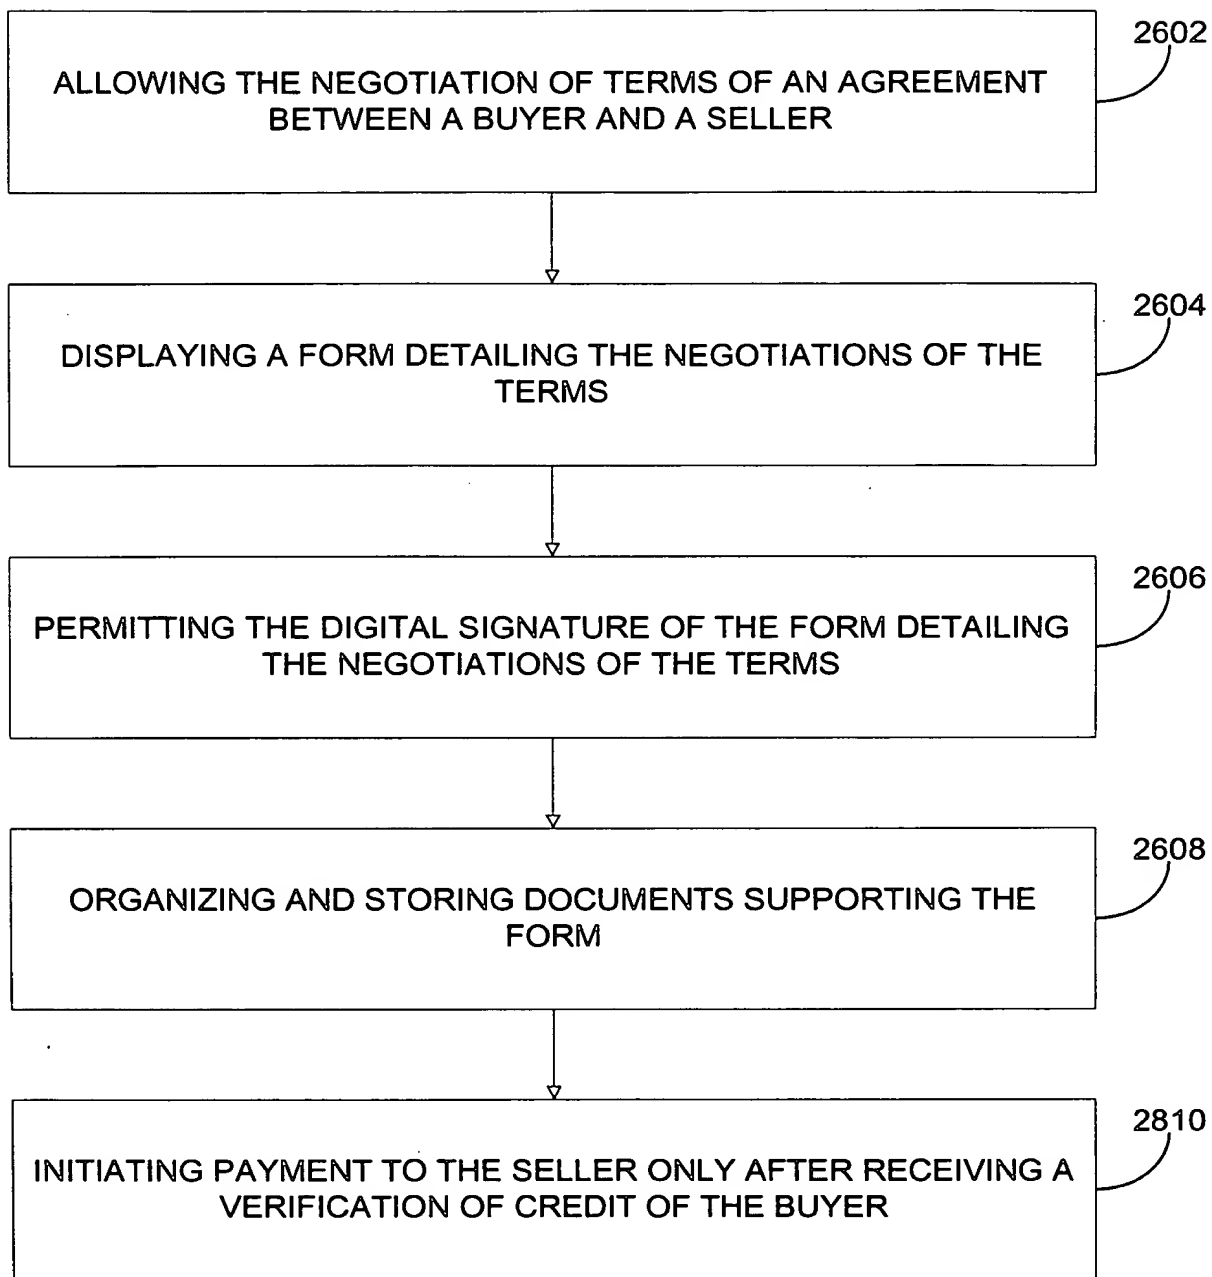 2602
ALLOWING THE NEGOTIATION OF TERMS OF AN AGREEMENT
BETWEEN A BUYER AND A SELLER
2604
DISPLAYING A FORM DETAILING THE NEGOTIATIONS OF THE
TERMS
2606
PERMITTING THE DIGITAL SIGNATURE OF THE FORM DETAILING
THE NEGOTIATIONS OF THE TERMS
2608
ORGANIZING AND STORING DOCUMENTS SUPPORTING THE
FORM
2810
INITIATING PAYMENT TO THE SELLER ONLY AFTER RECEIVING A
VERIFICATION OF CREDIT OF THE BUYER